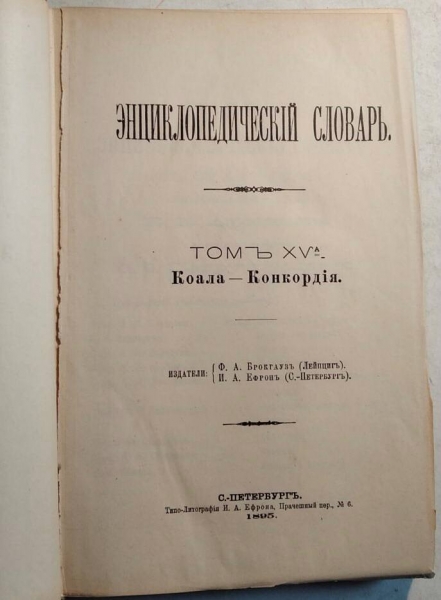 ЭНЦИКЛОПЕДИЧЕСКІЙ СЛОВАРЬ.
ТОМЪ XVᴬ.
Коала — Конкордія.
ИЗДАТЕЛИ: { Ф. А. Брокгаузъ (Лейпцигъ).
И. А. Ефронъ (С.-Петербургъ).
С.-ПЕТЕРБУРГЪ.
Типо-Литографія И. А. Ефрона, Прачешный пер., № 6.
1895.